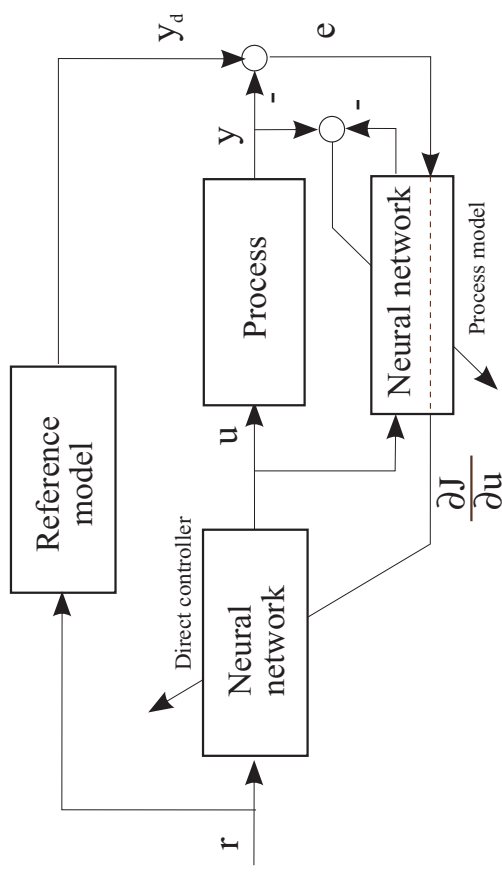 Reference
model
y_d
r
Direct controller
Neural
network
u
Process
y
-
e
-
Neural network
Process model
∂J
∂u